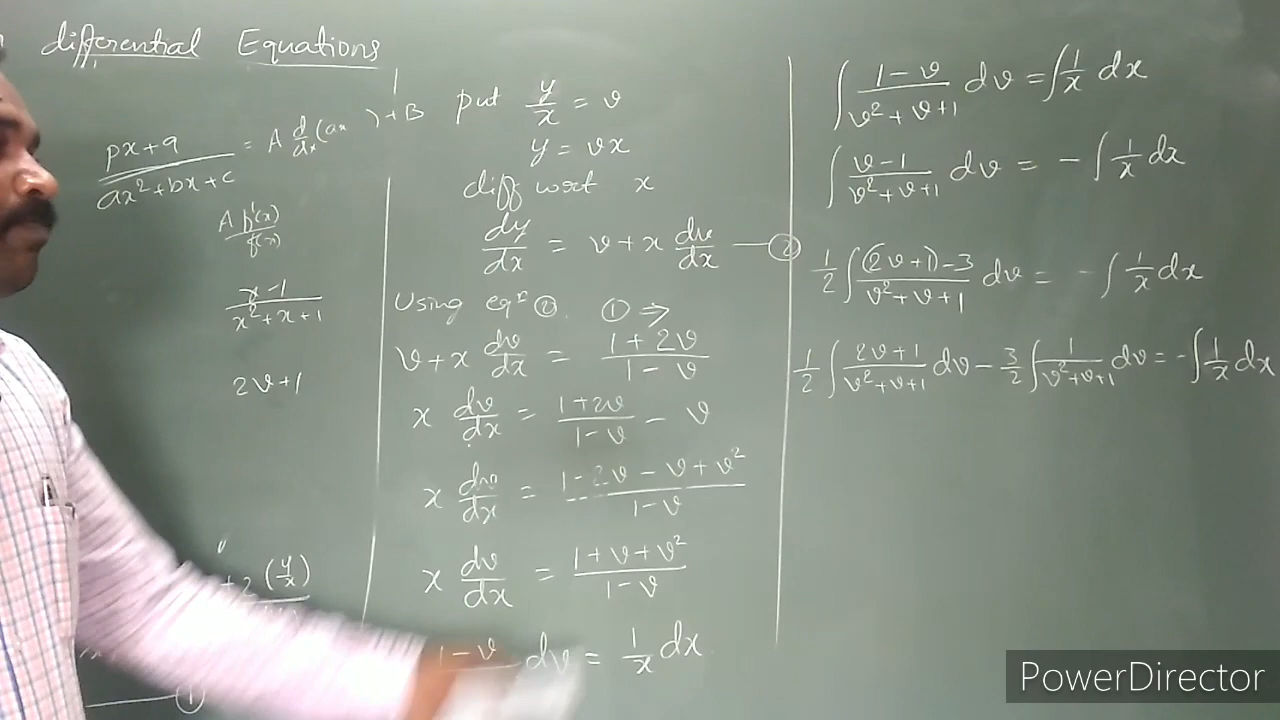 differential Equations
px+q / ax²+bx+c = A d/dx (ax ) + B
A f'(x) / f(x)
x-1 / x²+x+1
2v+1
+2 (y/x)
①
put y/x = v
y = vx
diff wrt x
dy/dx = v+x dv/dx — ②
Using eqn ②, ① ⇒
v+x dv/dx = 1+2v / 1-v
x dv/dx = 1+2v / 1-v - v
x dv/dx = 1-2v-v+v² / 1-v
x dv/dx = 1+v+v² / 1-v
1-v dv = 1/x dx
∫ 1-v / v²+v+1 dv = ∫ 1/x dx
∫ v-1 / v²+v+1 dv = - ∫ 1/x dx
1/2 ∫ (2v+1)-3 / v²+v+1 dv = - ∫ 1/x dx
1/2 ∫ 2v+1 / v²+v+1 dv - 3/2 ∫ 1 / v²+v+1 dv = - ∫ 1/x dx
PowerDirector